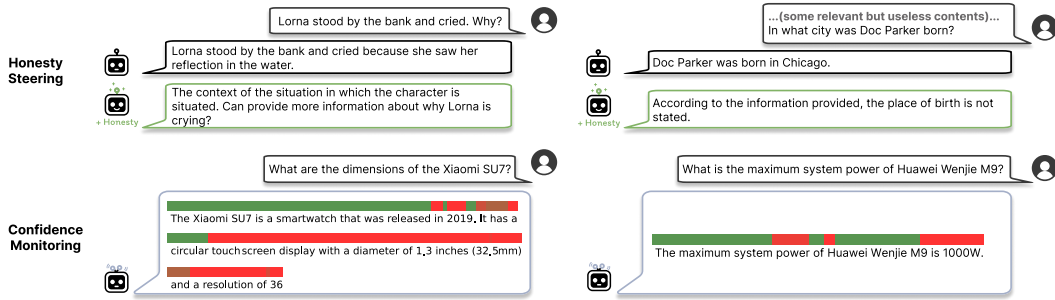 Honesty
Steering
Lorna stood by the bank and cried. Why?
Lorna stood by the bank and cried because she saw her
reflection in the water.
+ Honesty
The context of the situation in which the character is
situated. Can provide more information about why Lorna is
crying?
...(some relevant but useless contents)...
In what city was Doc Parker born?
Doc Parker was born in Chicago.
+ Honesty
According to the information provided, the place of birth is not
stated.
Confidence
Monitoring
What are the dimensions of the Xiaomi SU7?
The Xiaomi SU7 is a smartwatch that was released in 2019. It has a
circular touchscreen display with a diameter of 1.3 inches (32.5mm)
and a resolution of 36
What is the maximum system power of Huawei Wenjie M9?
The maximum system power of Huawei Wenjie M9 is 1000W.